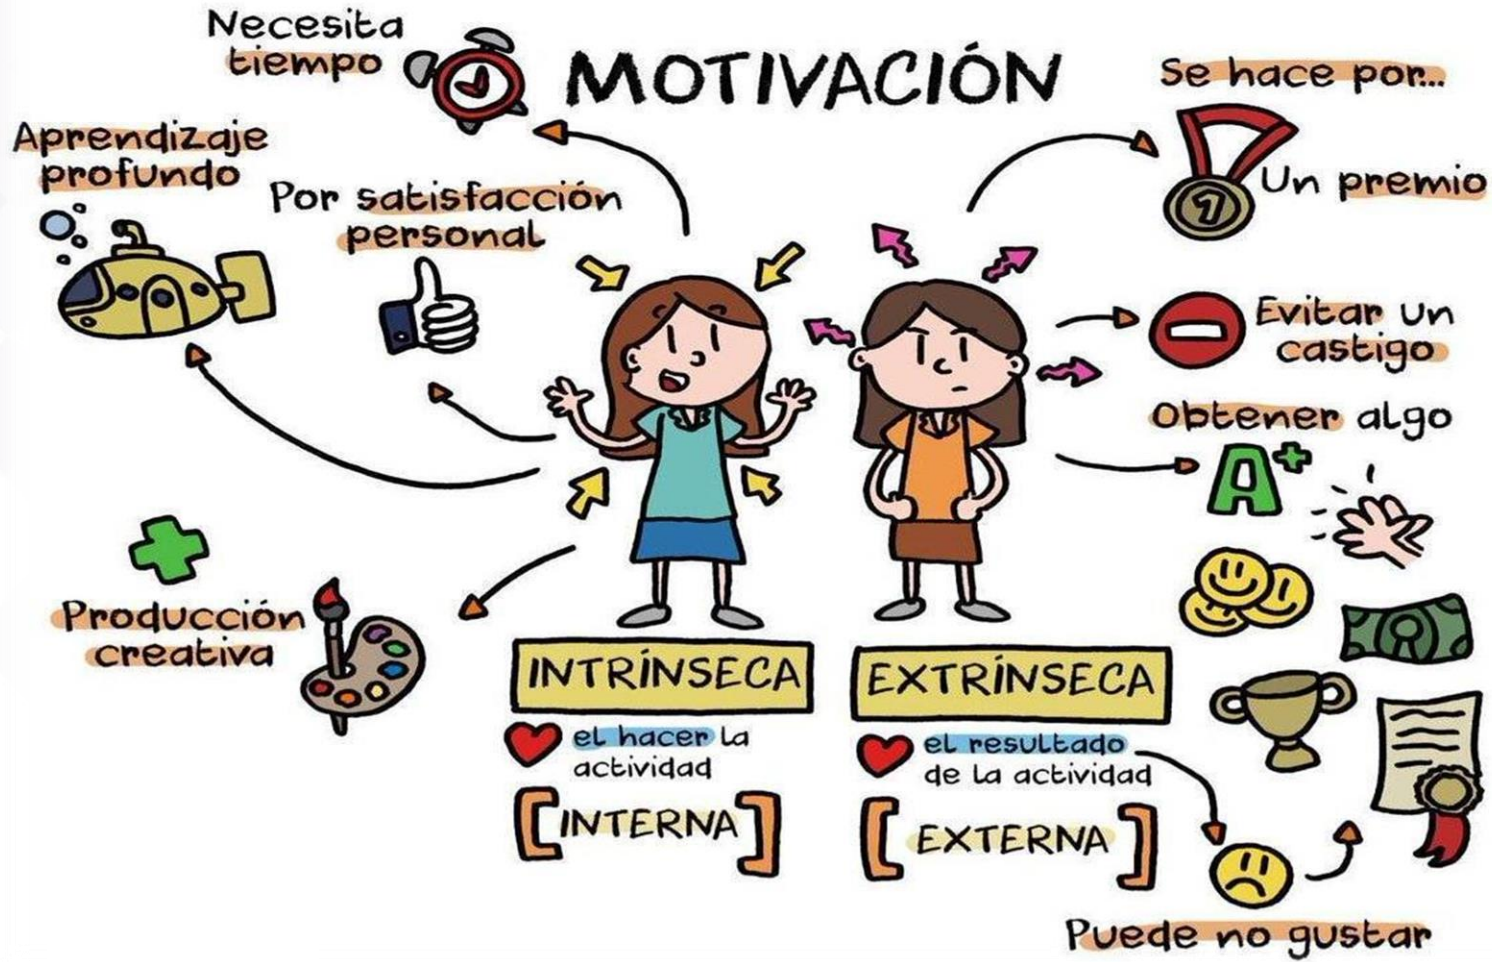 MOTIVACIÓN
Necesita
tiempo
Aprendizaje
profundo
Por satisfacción
personal
Producción
creativa
INTRÍNSECA
el hacer la
actividad
INTERNA
Se hace por...
Un premio
1
Evitar un
castigo
Obtener algo
A+
EXTRÍNSECA
el resultado
de la actividad
EXTERNA
Puede no gustar